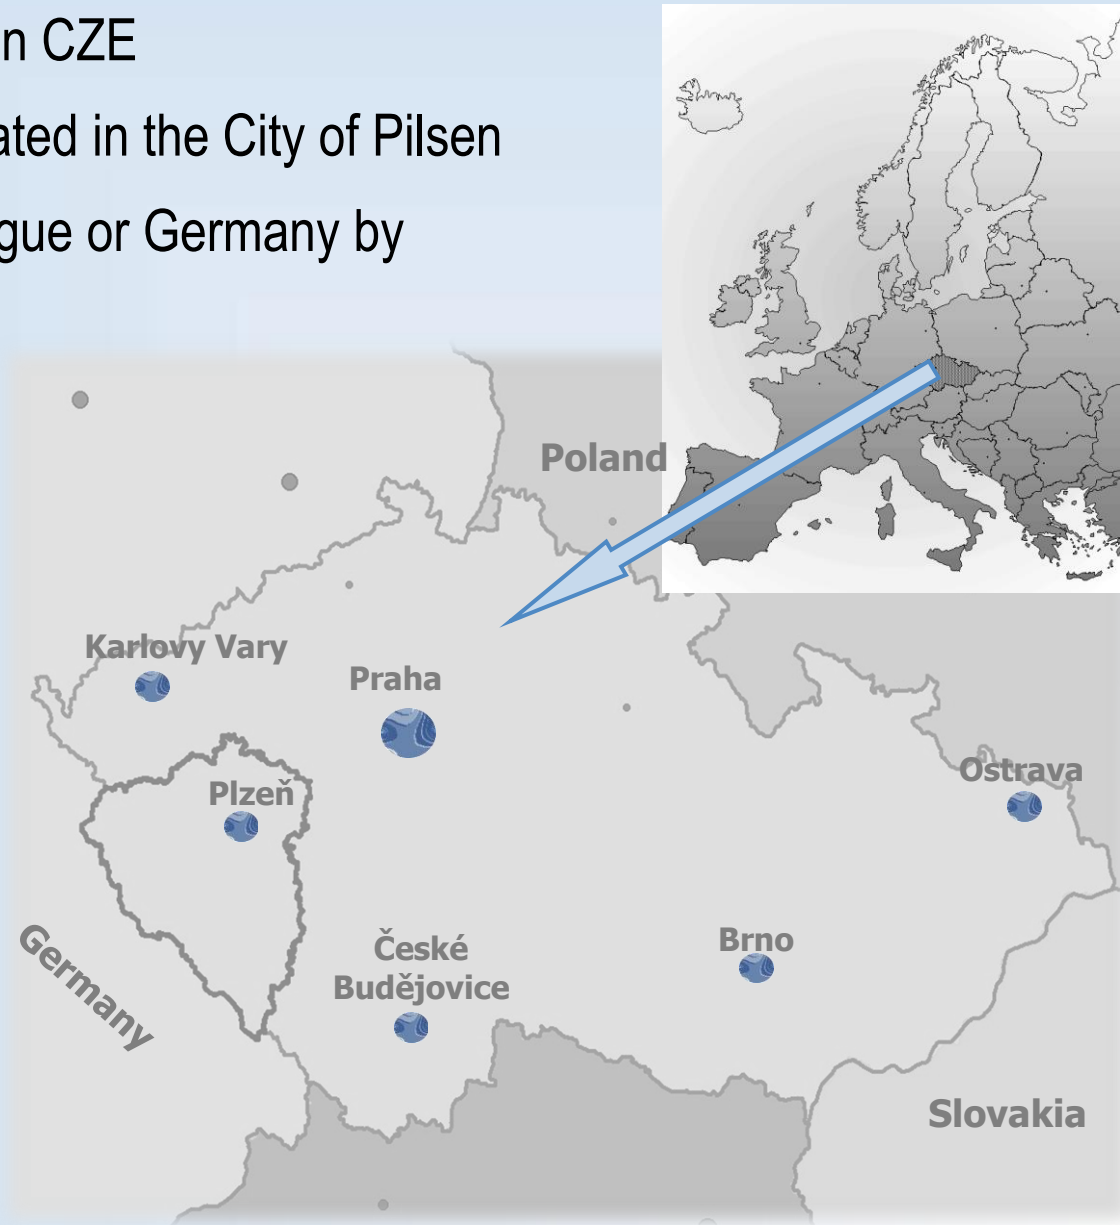 n CZE
ated in the City of Pilsen
gue or Germany by
Poland
Karlovy Vary
Praha
Plzeň
Ostrava
Germany
České
Budějovice
Brno
Slovakia